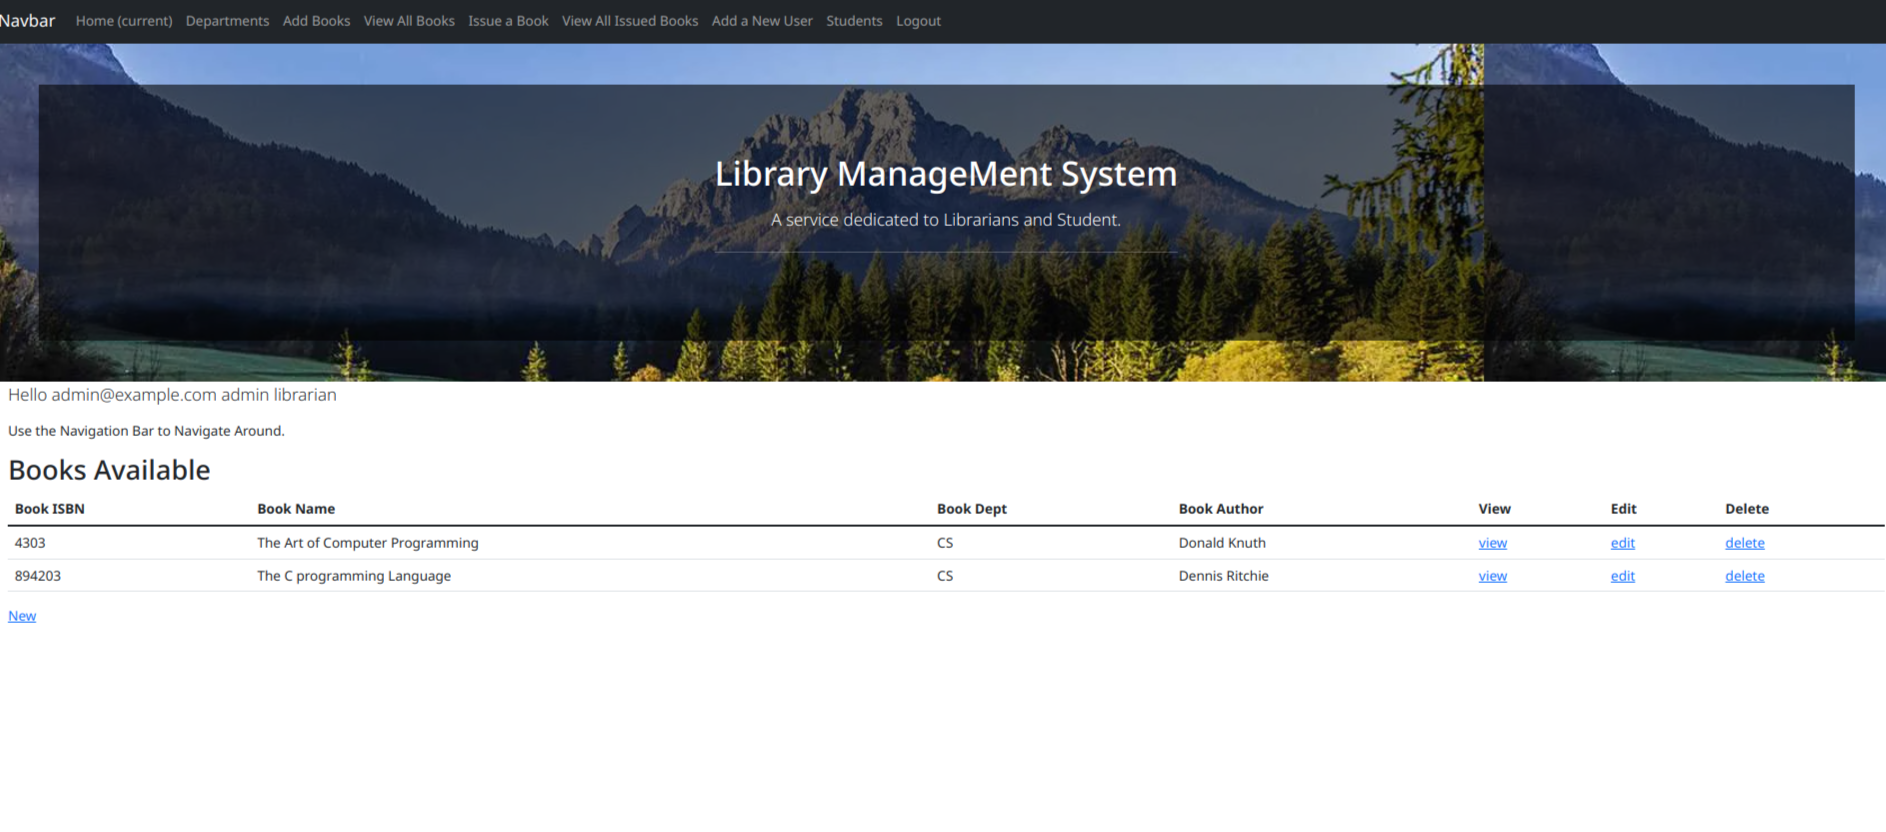 Navbar Home (current) Departments Add Books View All Books Issue a Book View All Issued Books Add a New User Students Logout
Library ManageMent System
A service dedicated to Librarians and Student.
Hello admin@example.com admin librarian
Use the Navigation Bar to Navigate Around.
Books Available
Book ISBN Book Name Book Dept Book Author View Edit Delete
4303 The Art of Computer Programming CS Donald Knuth view edit delete
894203 The C programming Language CS Dennis Ritchie view edit delete
New